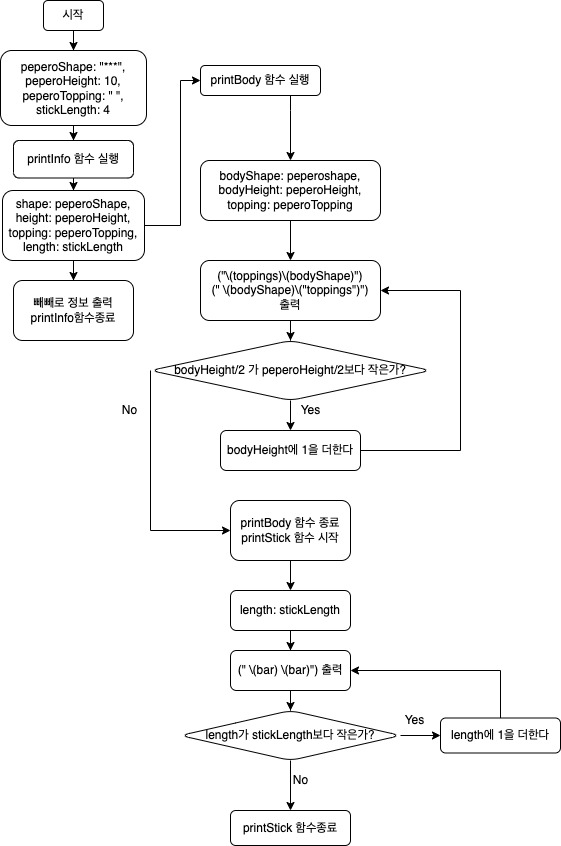 시작
peperoShape: "***",
peperoHeight: 10,
peperoTopping: " ",
stickLength: 4
printInfo 함수 실행
shape: peperoShape,
height: peperoHeight,
topping: peperoTopping,
length: stickLength
빼빼로 정보 출력
printInfo함수종료
printBody 함수 실행
bodyShape: peperoshape,
bodyHeight: peperoHeight,
topping: peperoTopping
("\(toppings)\(bodyShape)")
(" \(bodyShape)\("toppings")")
출력
bodyHeight/2 가 peperoHeight/2보다 작은가?
No
Yes
bodyHeight에 1을 더한다
printBody 함수 종료
printStick 함수 시작
length: stickLength
(" \(bar) \(bar)") 출력
length가 stickLength보다 작은가?
Yes
length에 1을 더한다
No
printStick 함수종료